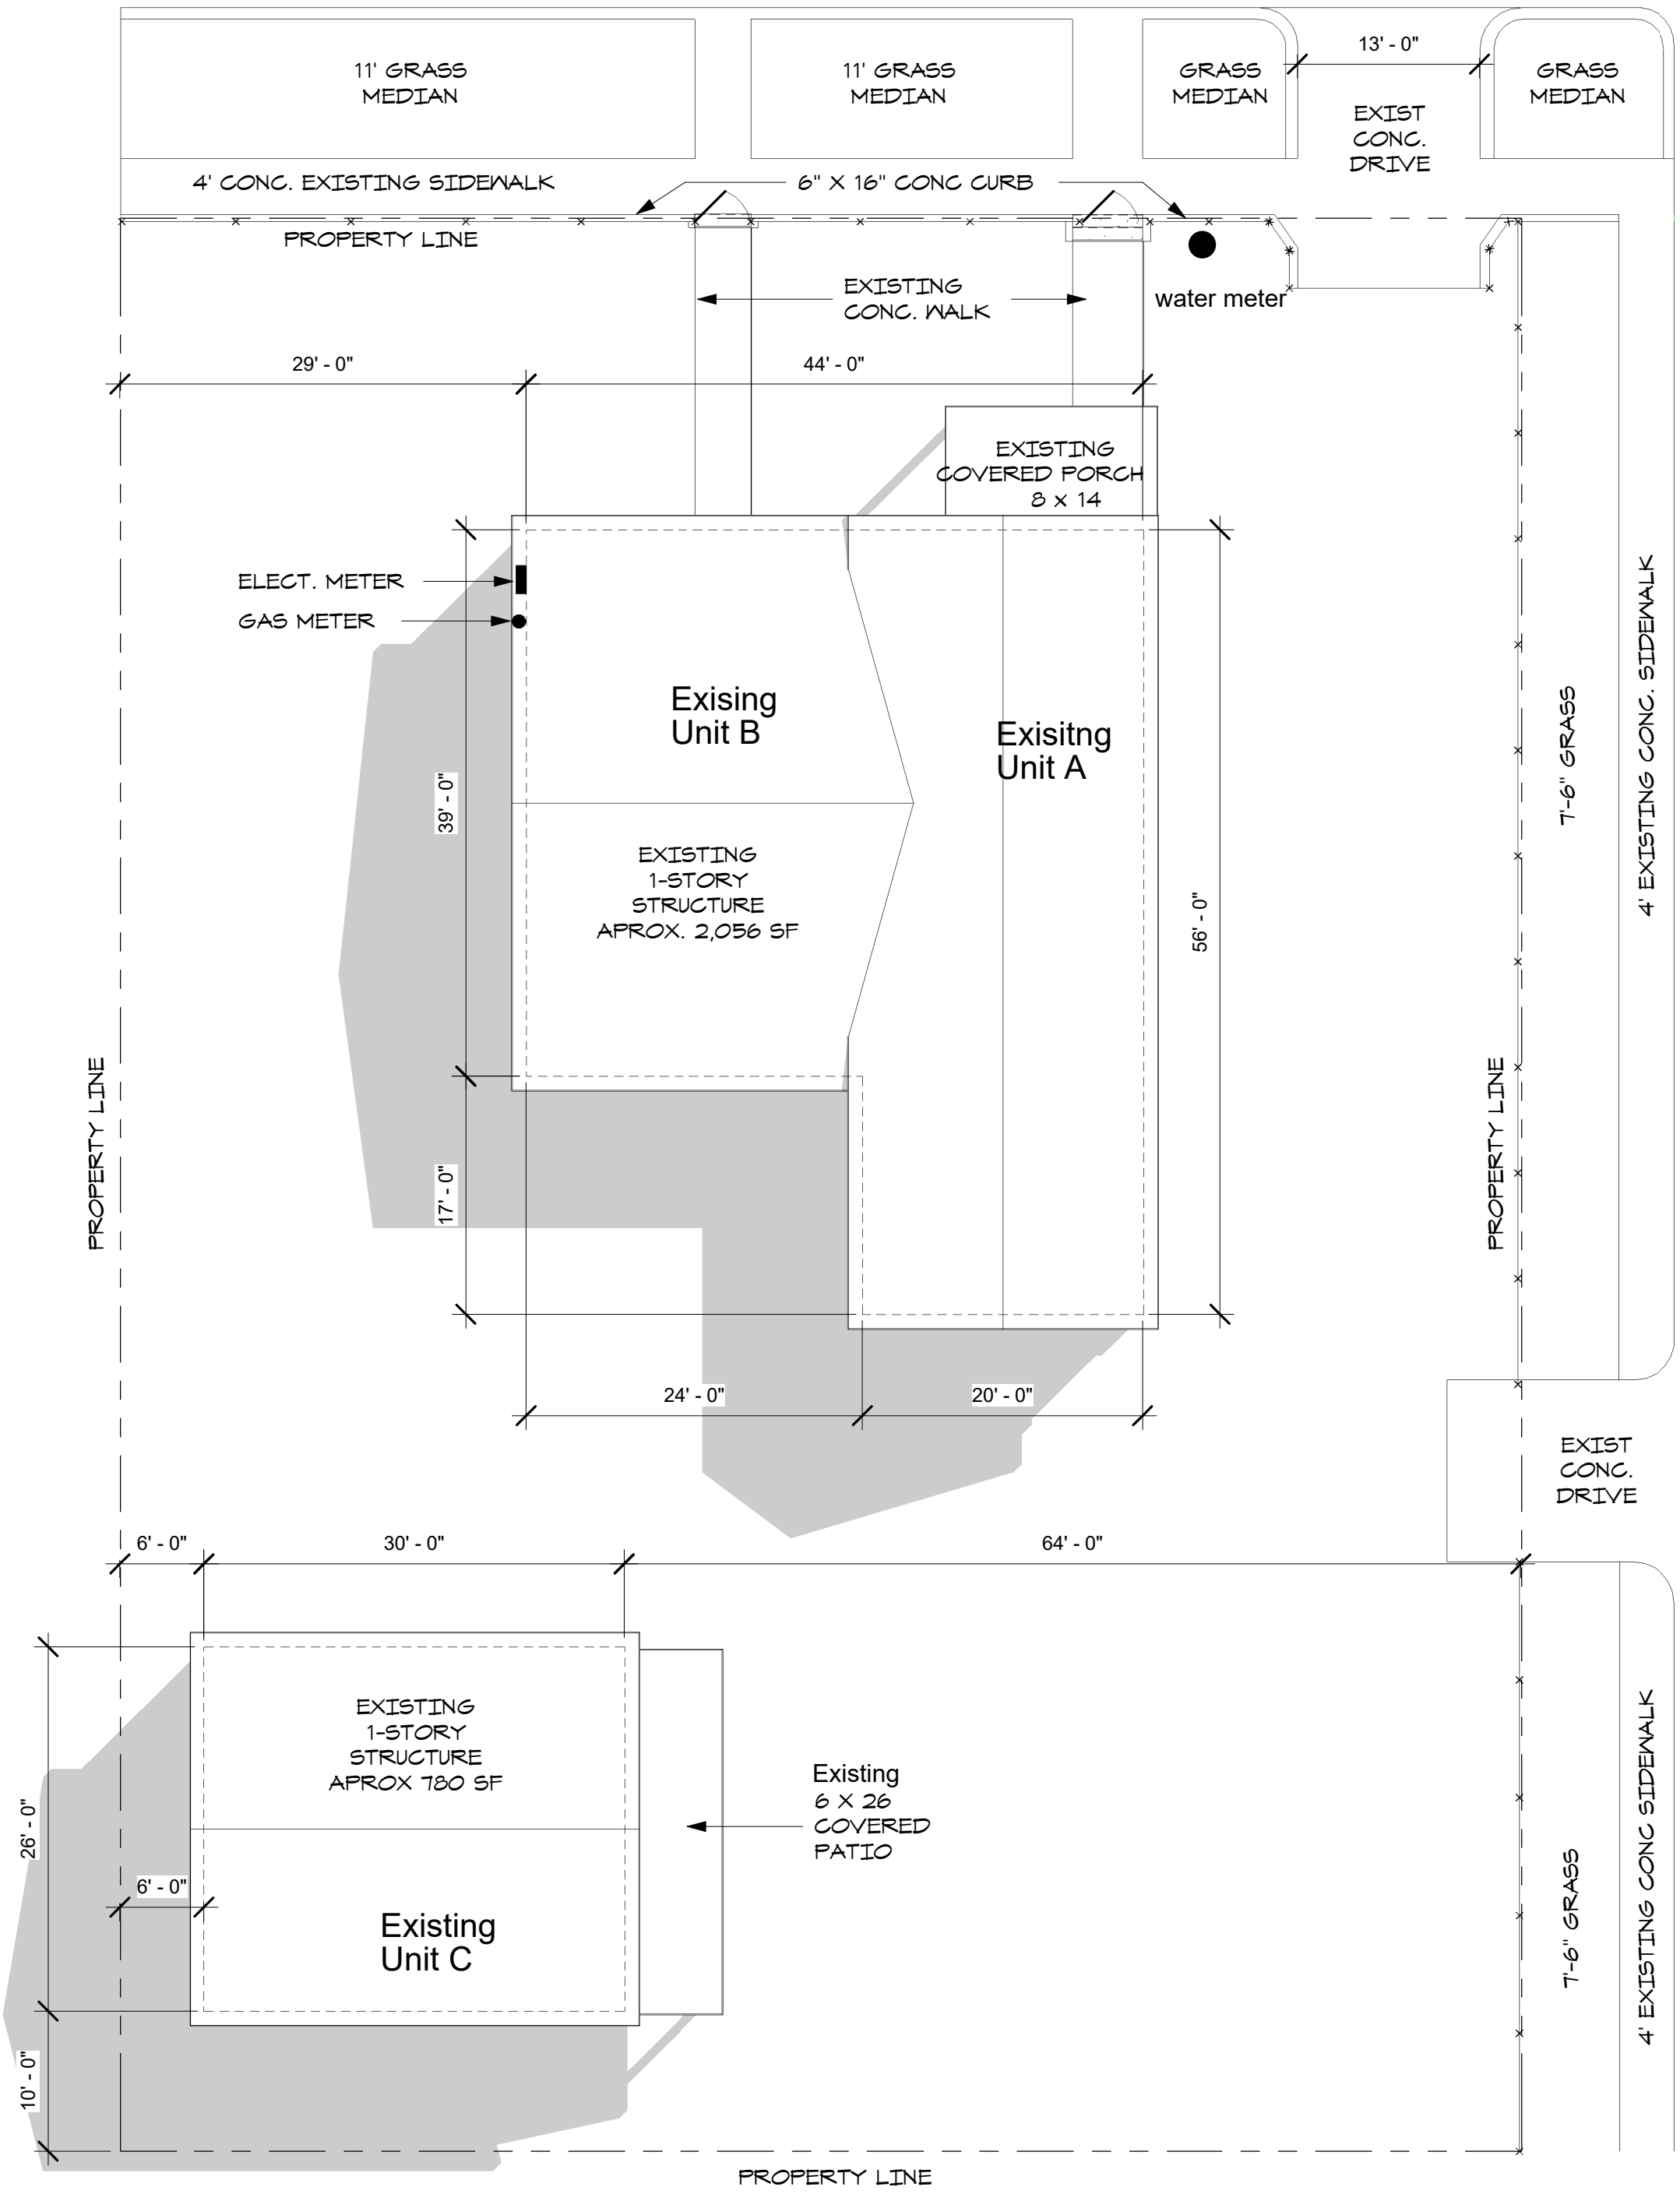 11' GRASS
MEDIAN
11' GRASS
MEDIAN
GRASS
MEDIAN
13' - 0"
GRASS
MEDIAN
EXIST
CONC.
DRIVE
4' CONC. EXISTING SIDEWALK
6" X 16" CONC CURB
PROPERTY LINE
EXISTING
CONC. WALK
water meter
29' - 0"
44' - 0"
EXISTING
COVERED PORCH
8 x 14
ELECT. METER
GAS METER
Exising
Unit B
Exisitng
Unit A
39' - 0"
EXISTING
1-STORY
STRUCTURE
APROX. 2,056 SF
56' - 0"
7'-6" GRASS
4' EXISTING CONC. SIDEWALK
PROPERTY LINE
17' - 0"
PROPERTY LINE
24' - 0"
20' - 0"
EXIST
CONC.
DRIVE
6' - 0"
30' - 0"
64' - 0"
EXISTING
1-STORY
STRUCTURE
APROX 780 SF
26' - 0"
Existing
6 X 26
COVERED
PATIO
6' - 0"
Existing
Unit C
7'-6" GRASS
4' EXISTING CONC SIDEWALK
10' - 0"
PROPERTY LINE